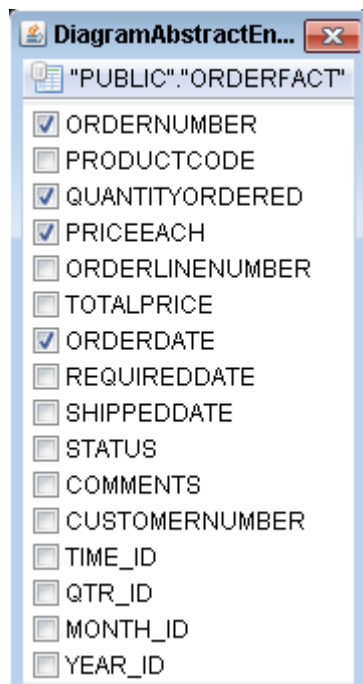 DiagramAbstractEn...
"PUBLIC"."ORDERFACT"
ORDERNUMBER
PRODUCTCODE
QUANTITYORDERED
PRICEEACH
ORDERLINENUMBER
TOTALPRICE
ORDERDATE
REQUIREDDATE
SHIPPEDDATE
STATUS
COMMENTS
CUSTOMERNUMBER
TIME_ID
QTR_ID
MONTH_ID
YEAR_ID